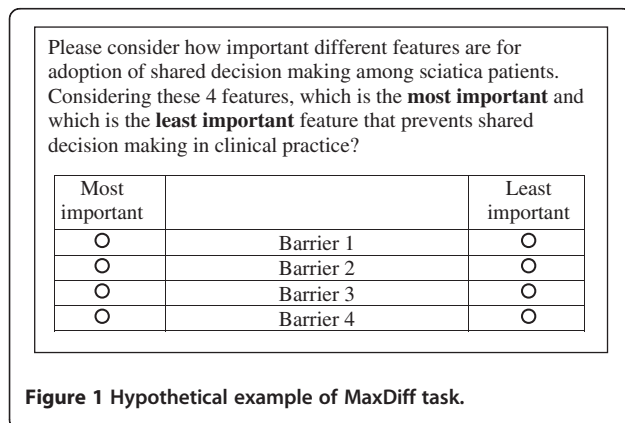 Please consider how important different features are for
adoption of shared decision making among sciatica patients.
Considering these 4 features, which is the most important and
which is the least important feature that prevents shared
decision making in clinical practice?
Most important
Least important
Barrier 1
Barrier 2
Barrier 3
Barrier 4
Figure 1 Hypothetical example of MaxDiff task.